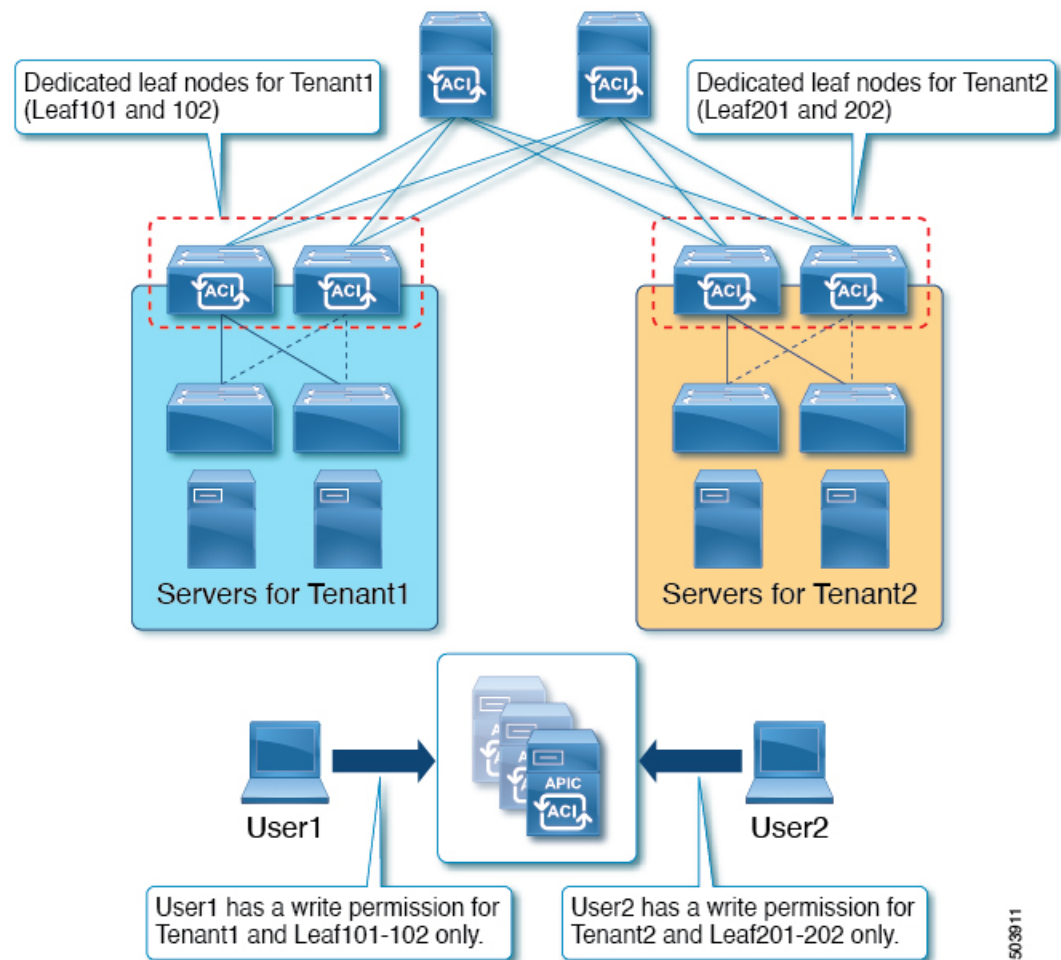 ACI
ACI
Dedicated leaf nodes for Tenant1
(Leaf101 and 102)
Dedicated leaf nodes for Tenant2
(Leaf201 and 202)
ACI
ACI
ACI
ACI
Servers for Tenant1
Servers for Tenant2
APIC
ACI
User1
User2
User1 has a write permission for
Tenant1 and Leaf101-102 only.
User2 has a write permission for
Tenant2 and Leaf201-202 only.
503911